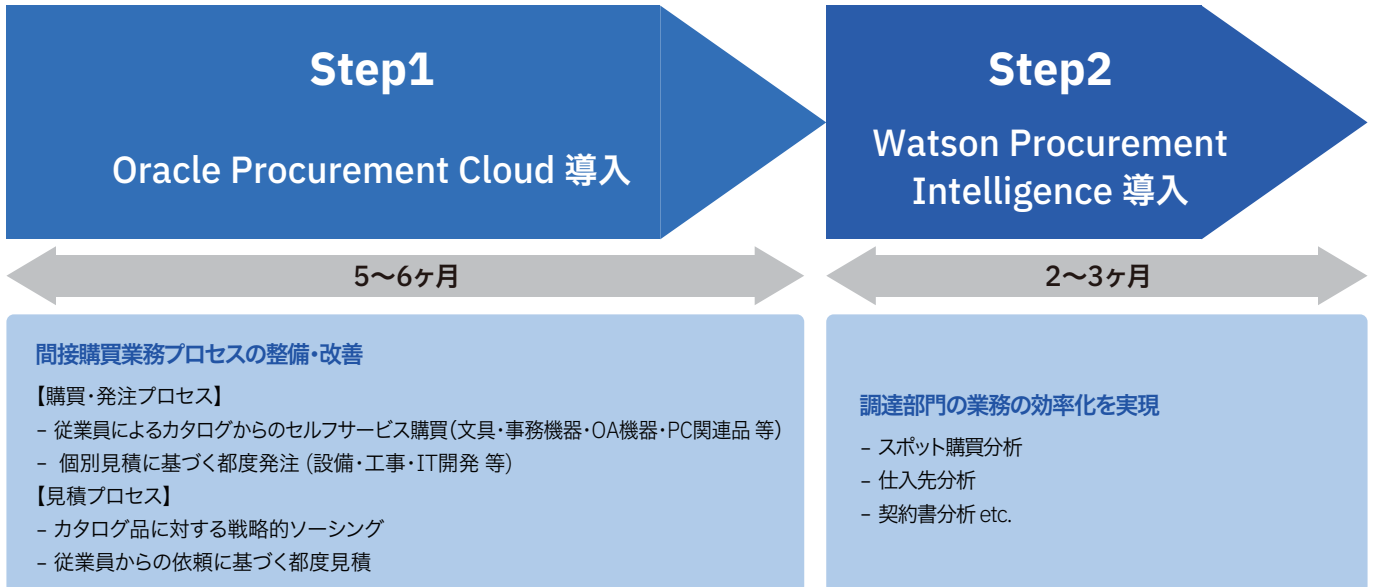 Step1
Oracle Procurement Cloud 導入
5〜6ヶ月
間接購買業務プロセスの整備・改善
【購買・発注プロセス】
– 従業員によるカタログからのセルフサービス購買(文具・事務機器・OA機器・PC関連品 等)
– 個別見積に基づく都度発注 (設備・工事・IT開発 等)
【見積プロセス】
– カタログ品に対する戦略的ソーシング
– 従業員からの依頼に基づく都度見積
Step2
Watson Procurement
Intelligence 導入
2〜3ヶ月
調達部門の業務の効率化を実現
– スポット購買分析
– 仕入先分析
– 契約書分析 etc.